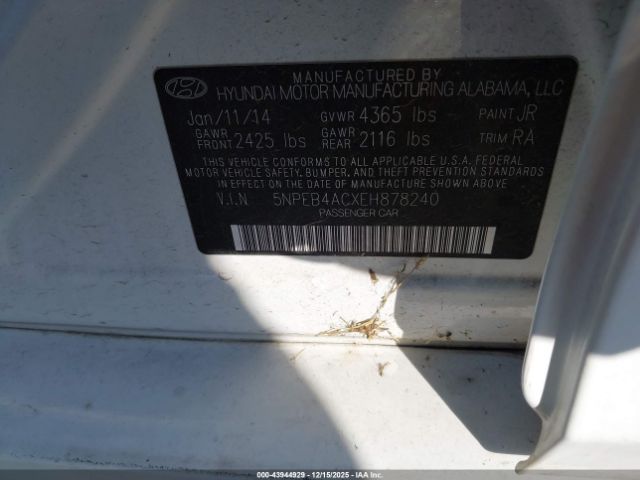 MANUFACTURED BY
HYUNDAI MOTOR MANUFACTURING ALABAMA, LLC
Jan/11/14 GVWR 4365 lbs PAINT JR
GAWR FRONT 2425 lbs GAWR REAR 2116 lbs TRIM RA
THIS VEHICLE CONFORMS TO ALL APPLICABLE U.S.A. FEDERAL
MOTOR VEHICLE SAFETY, BUMPER, AND THEFT PREVENTION STANDARDS
IN EFFECT ON THE DATE OF MANUFACTURE SHOWN ABOVE.
V.I.N 5NPEB4ACXEH878240
PASSENGER CAR
000-43944929 - 12/15/2025 - © COPYRIGHT IAA, LLC.